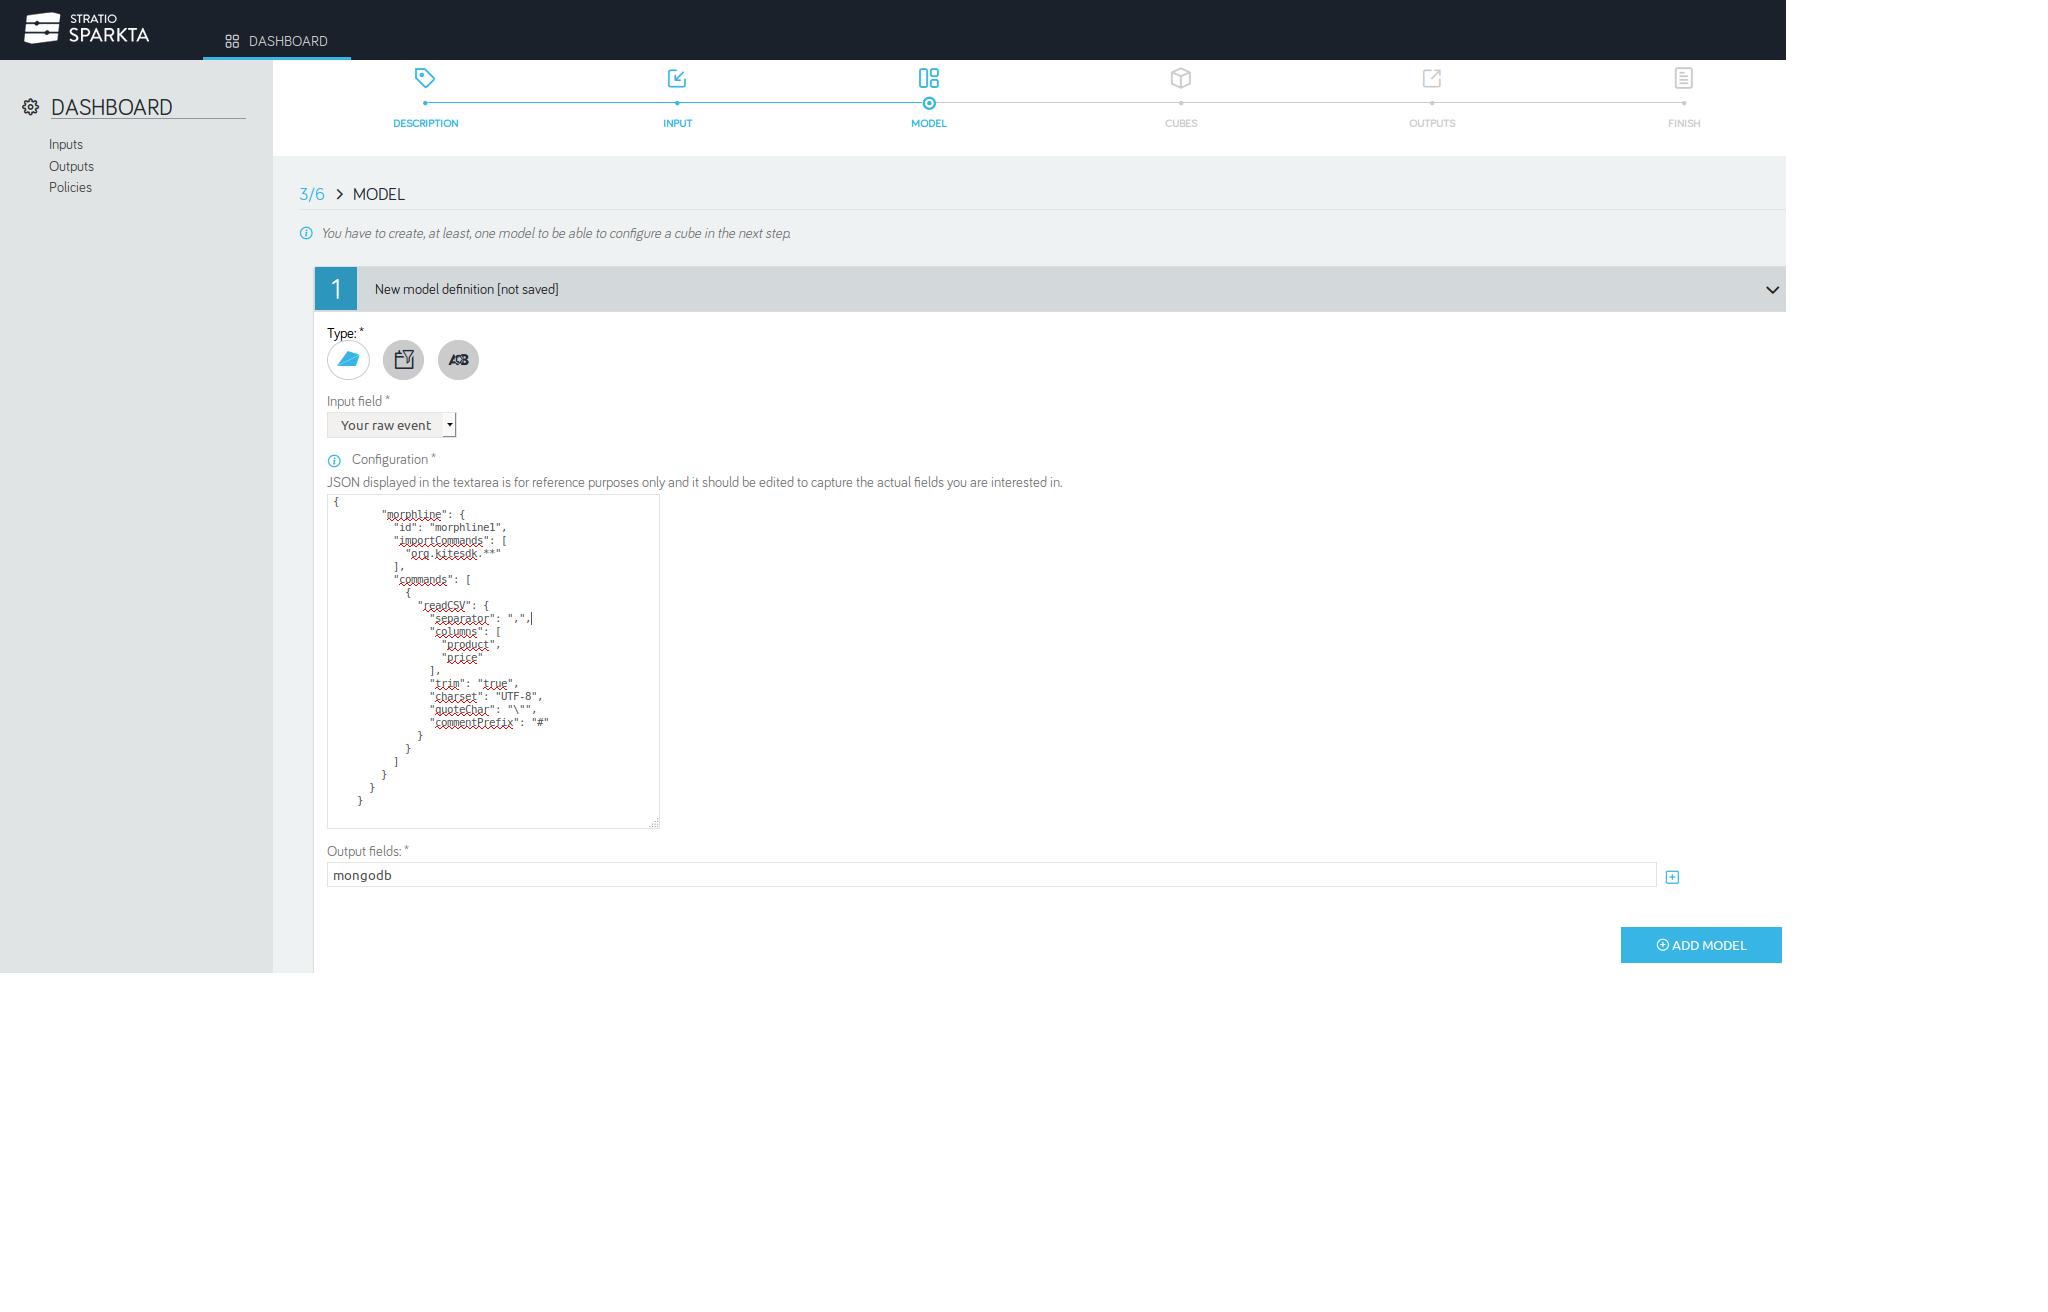 STRATIO
SPARKTA
DASHBOARD
DASHBOARD
Inputs
Outputs
Policies
DESCRIPTION
INPUT
MODEL
CUBES
OUTPUTS
FINISH
3/6 > MODEL
You have to create, at least, one model to be able to configure a cube in the next step.
1
New model definition [not saved]
Type: *
Input field *
Your raw event
Configuration *
JSON displayed in the textarea is for reference purposes only and it should be edited to capture the actual fields you are interested in.
{
"morphline": {
"id": "morphline1",
"importCommands": [
"org.kitesdk.**"
],
"commands": [
{
"readCSV": {
"separator": ",",
"columns": [
"product",
"price"
],
"trim": "true",
"charset": "UTF-8",
"quoteChar": "\"",
"commentPrefix": "#"
}
}
]
}
}
}
Output fields: *
mongodb
ADD MODEL